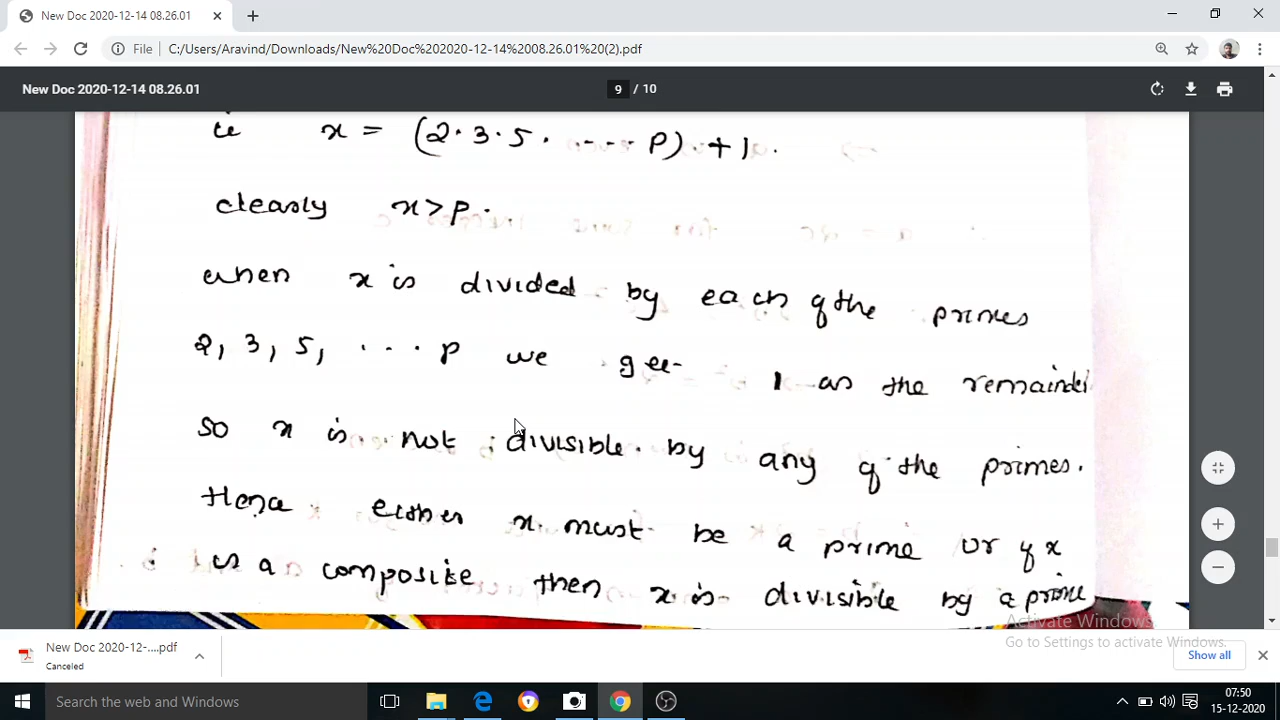 New Doc 2020-12-14 08.26.01
File C:/Users/Aravind/Downloads/New%20Doc%202020-12-14%2008.26.01%20(2).pdf
New Doc 2020-12-14 08.26.01 9 / 10
ie x = (2·3·5· ···· P) + 1.
clearly x > p.
when x is divided by each of the primes
2, 3, 5, ··· p we get 1 as the remainder
so x is not divisible by any of the primes.
Hence either x must be a prime or if x
is a composite then x is divisible by a prime
Activate Windows
Go to Settings to activate Windows.
New Doc 2020-12-....pdf
Canceled
Show all
Search the web and Windows
07:50
15-12-2020